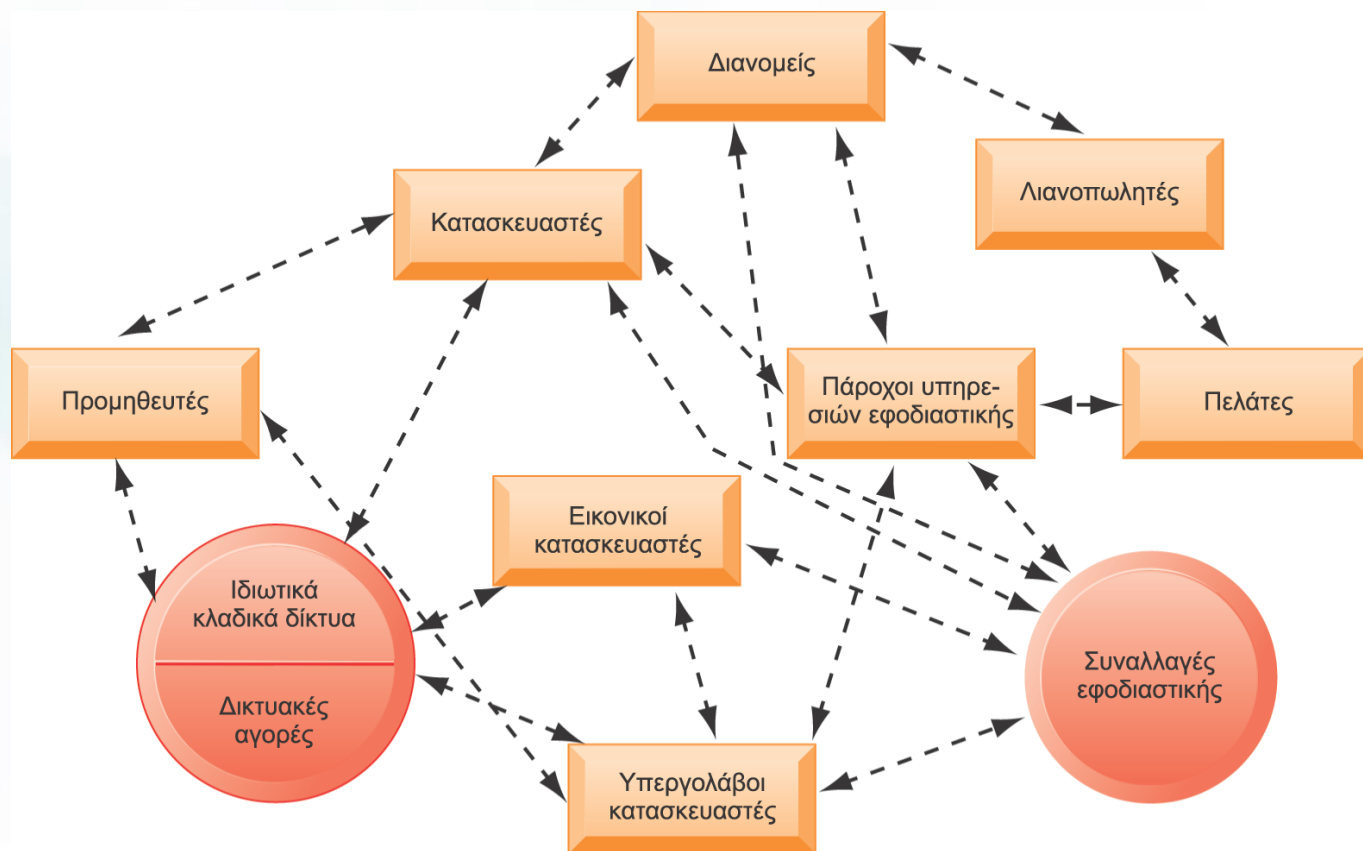 Διανομείς
Λιανοπωλητές
Κατασκευαστές
Προμηθευτές
Πάροχοι υπηρε-
σιών εφοδιαστικής
Πελάτες
Εικονικοί
κατασκευαστές
Ιδιωτικά
κλαδικά δίκτυα
Δικτυακές
αγορές
Συναλλαγές
εφοδιαστικής
Υπεργολάβοι
κατασκευαστές